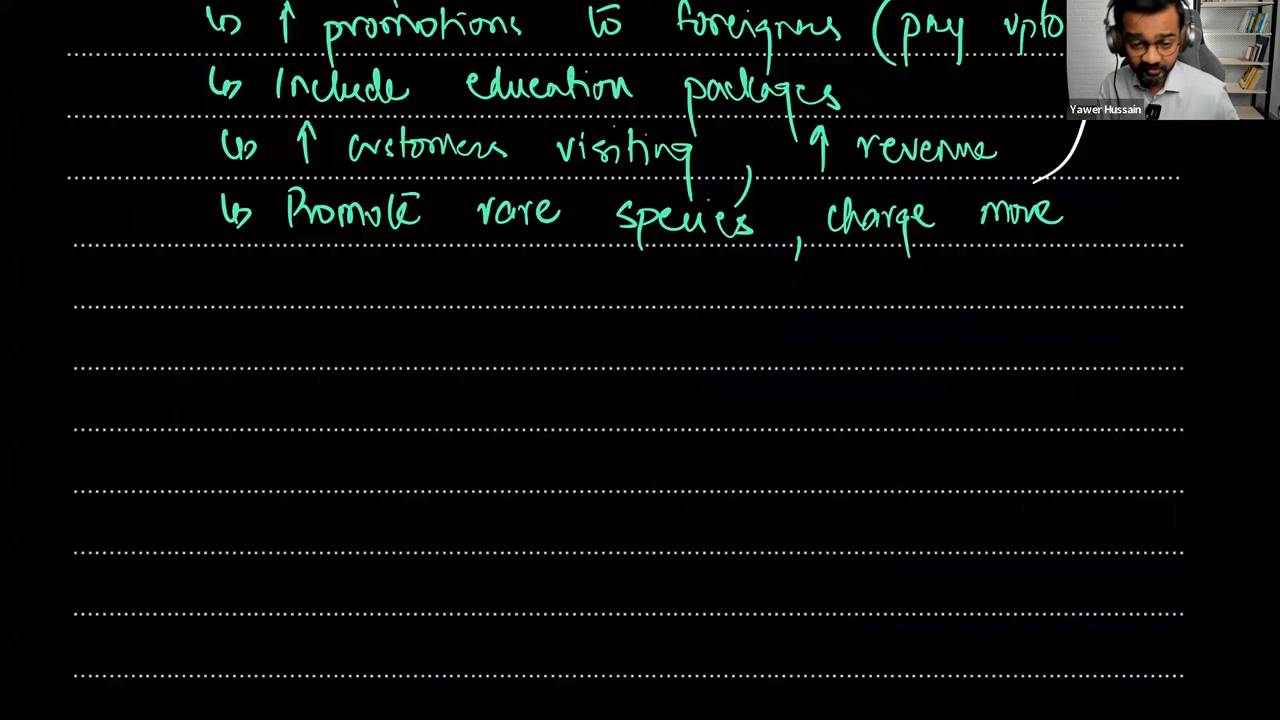 ↳ ↑ promotions to foreigners (pay upto
↳ Include education packages
↳ ↑ customers visiting, ↑ revenue
↳ Promote rare species, charge more
Yawer Hussain